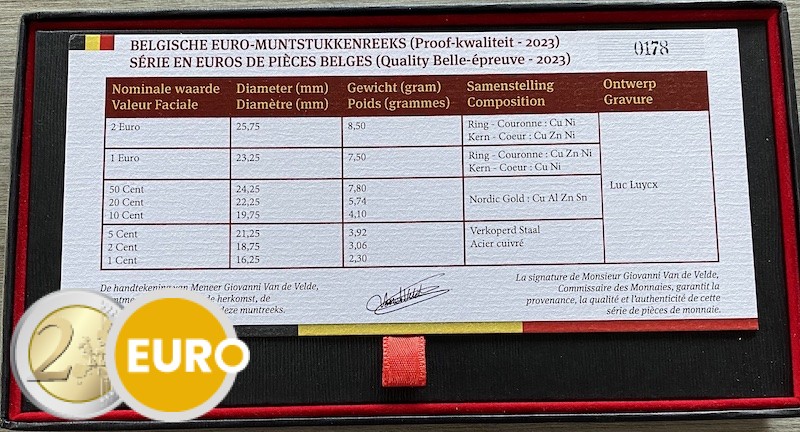 BELGISCHE EURO-MUNTSTUKKENREEKS (Proof-kwaliteit - 2023)
SÉRIE EN EUROS DE PIÈCES BELGES (Quality Belle-épreuve - 2023)
0178
Nominale waarde Diameter (mm) Gewicht (gram) Samenstelling Ontwerp
Valeur Faciale Diamètre (mm) Poids (grammes) Composition Gravure
2 Euro 25,75 8,50 Ring - Couronne : Cu Ni
Kern - Coeur : Cu Zn Ni
1 Euro 23,25 7,50 Ring - Couronne : Cu Zn Ni
Kern - Coeur : Cu Ni
50 Cent 24,25 7,80
20 Cent 22,25 5,74 Nordic Gold : Cu Al Zn Sn
10 Cent 19,75 4,10
Luc Luycx
5 Cent 21,25 3,92 Verkoperd Staal
2 Cent 18,75 3,06 Acier cuivré
1 Cent 16,25 2,30
De handtekening van Meneer Giovanni Van de Velde,
herkomst, de
deze muntreeks.
La signature de Monsieur Giovanni Van de Velde,
Commissaire des Monnaies, garantit la
provenance, la qualité et l'authenticité de cette
série de pièces de monnaie.
2 EURO